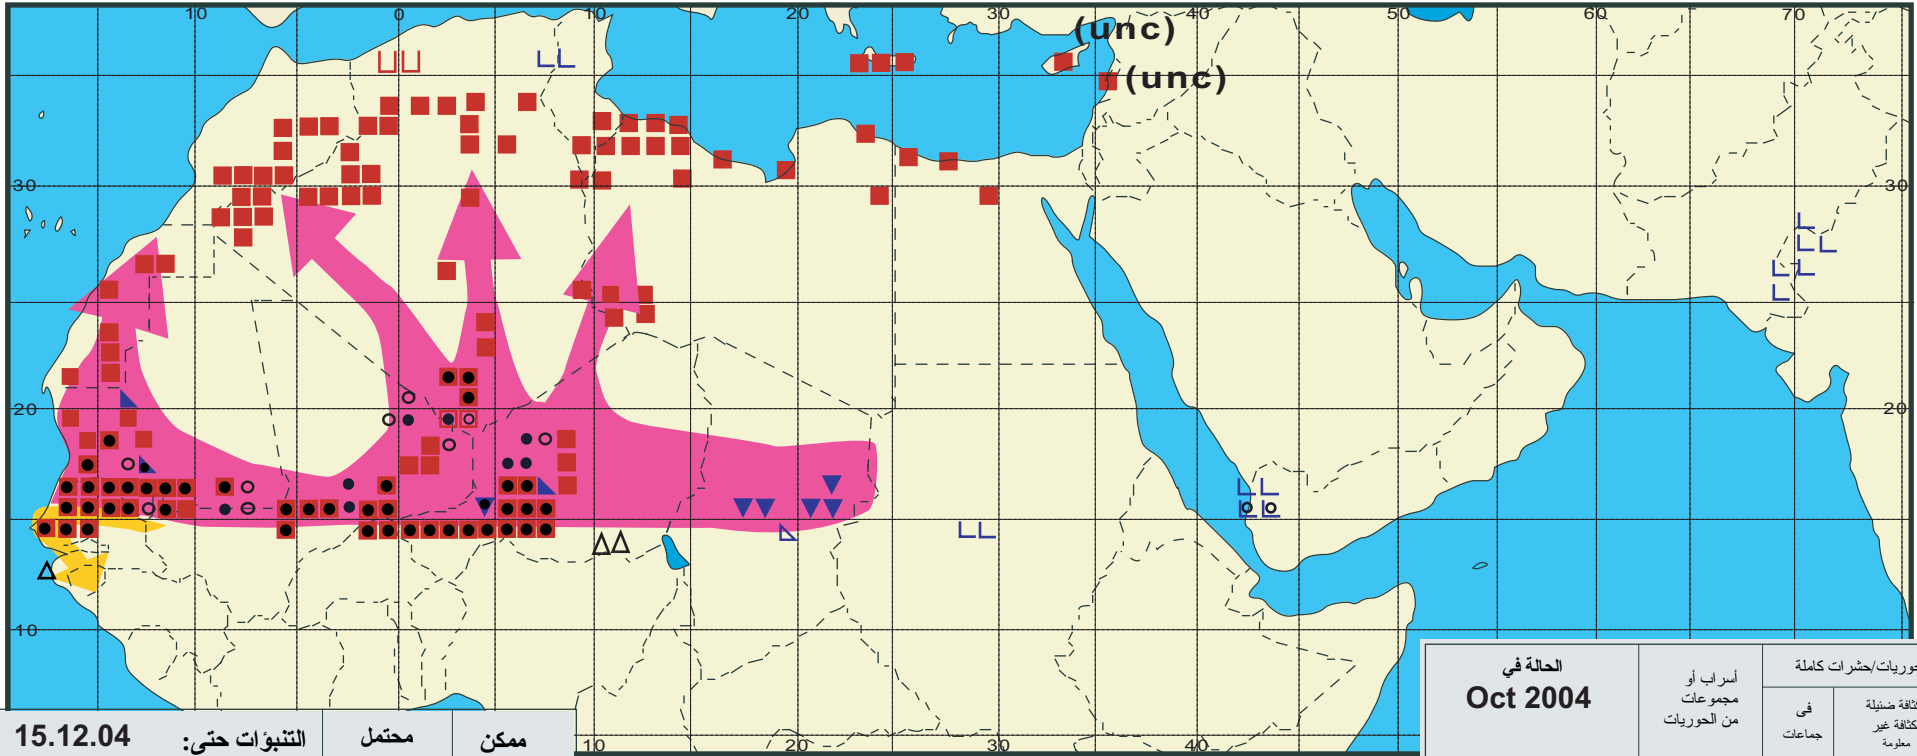 10 0 10 20 30 40 50 60 70
(unc)
(unc)
30 30
20 20
10 10
10 20 30
15.12.04 التنبؤات حتى: محتمل ممكن
الحالة في
Oct 2004
أسراب أو
مجموعات
من الحوريات
حوريات/حشرات كاملة
فى
جماعات
كثافة ضئيلة
كثافة غير
معلومة